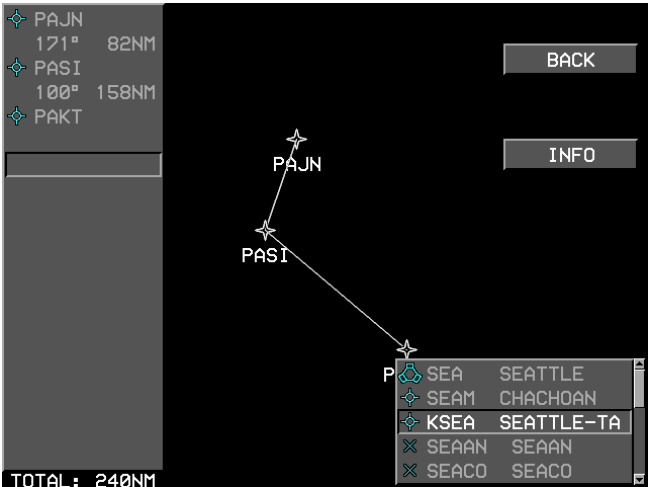 PAJN
171° 82NM
PASI
100° 158NM
PAKT
TOTAL: 240NM
BACK
INFO
PAJN
PASI
P
SEA SEATTLE
SEAM CHACHOAN
KSEA SEATTLE-TA
SEAAN SEAAN
SEACO SEACO